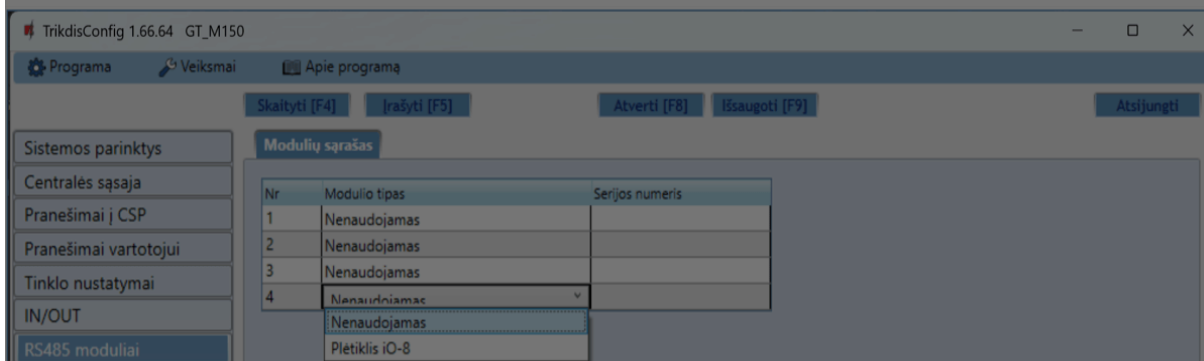 TrikdisConfig 1.66.64 GT_M150
Programa Veiksmai Apie programą
Skaityti [F4] Įrašyti [F5] Atverti [F8] Išsaugoti [F9] Atsijungti
Sistemos parinktys
Centralės sąsaja
Pranešimai į CSP
Pranešimai vartotojui
Tinklo nustatymai
IN/OUT
RS485 moduliai
Modulių sąrašas
Nr Modulio tipas Serijos numeris
1 Nenaudojamas
2 Nenaudojamas
3 Nenaudojamas
4 Nenaudojamas
Nenaudojamas
Plėtiklis iO-8